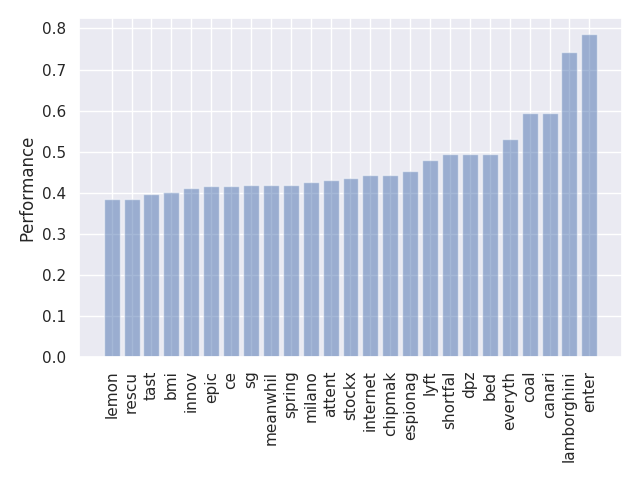 0.8
0.7
0.6
0.5
0.4
0.3
0.2
0.1
0.0
Performance
lemon
rescu
tast
bmi
innov
epic
ce
sg
meanwhil
spring
milano
attent
stockx
internet
chipmak
espionag
lyft
shortfal
dpz
bed
everyth
coal
canari
lamborghini
enter